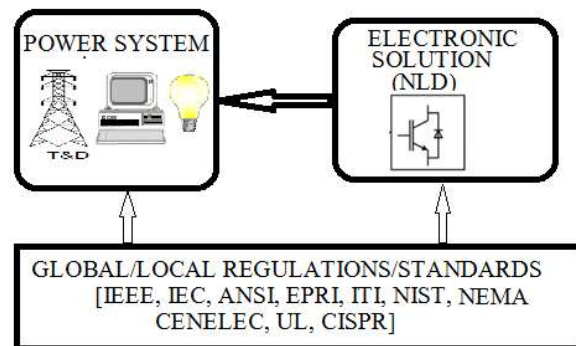 POWER SYSTEM
T&D
ELECTRONIC
SOLUTION
(NLD)
GLOBAL/LOCAL REGULATIONS/STANDARDS
[IEEE, IEC, ANSI, EPRI, ITI, NIST, NEMA
CENELEC, UL, CISPR]